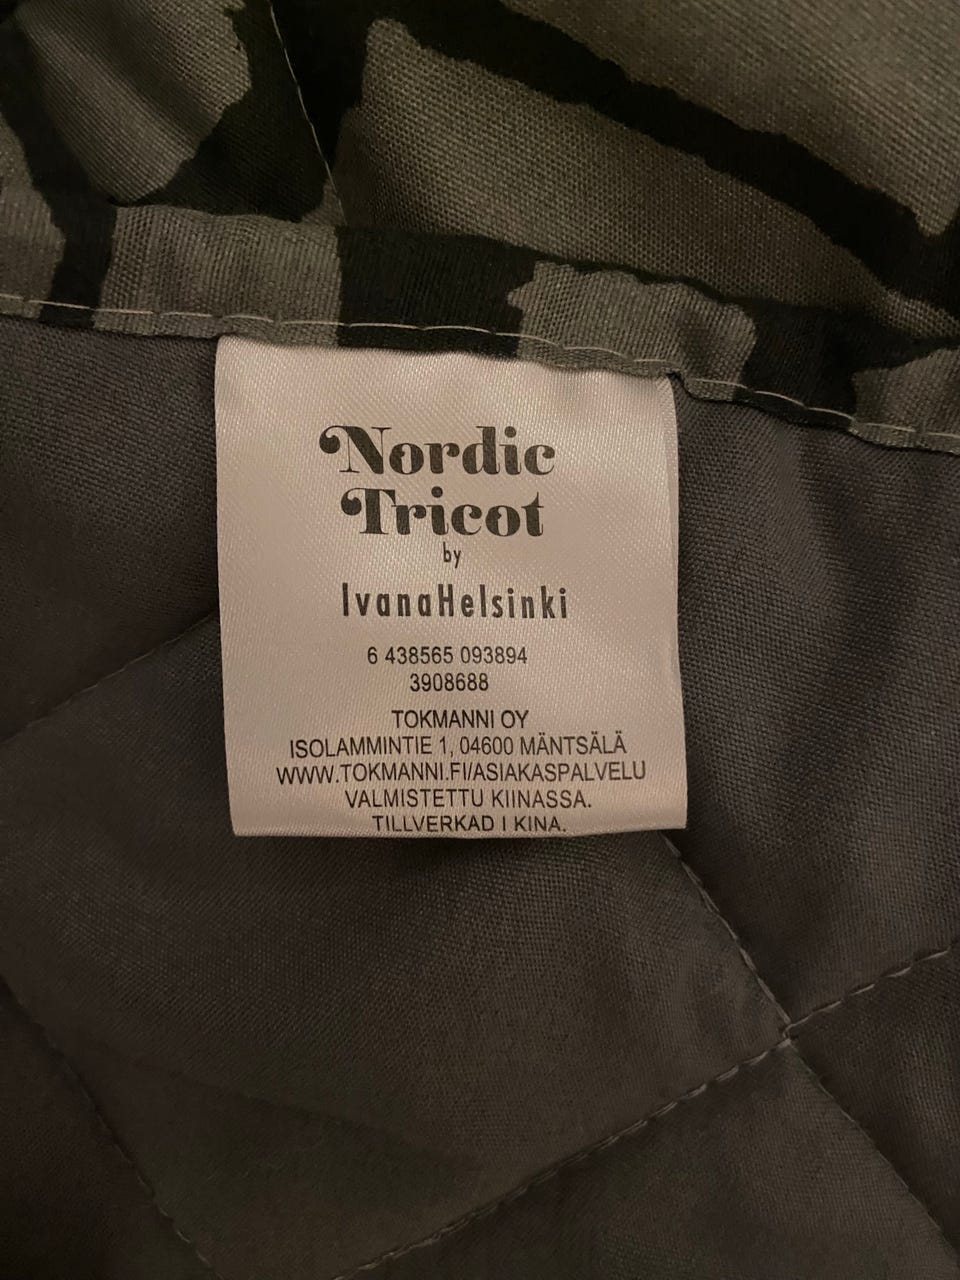 Nordic
Tricot
by
IvanaHelsinki
6 438565 093894
3908688
TOKMANNI OY
ISOLAMMINTIE 1, 04600 MÄNTSÄLÄ
WWW.TOKMANNI.FI/ASIAKASPALVELU
VALMISTETTU KIINASSA.
TILLVERKAD I KINA.